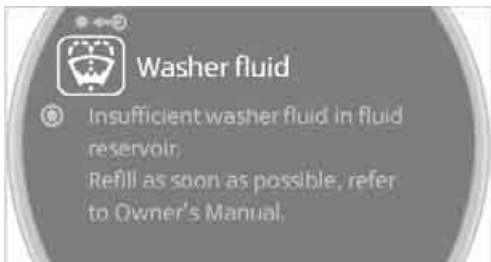 Washer fluid
Insufficient washer fluid in fluid
reservoir.
Refill as soon as possible, refer
to Owner's Manual.